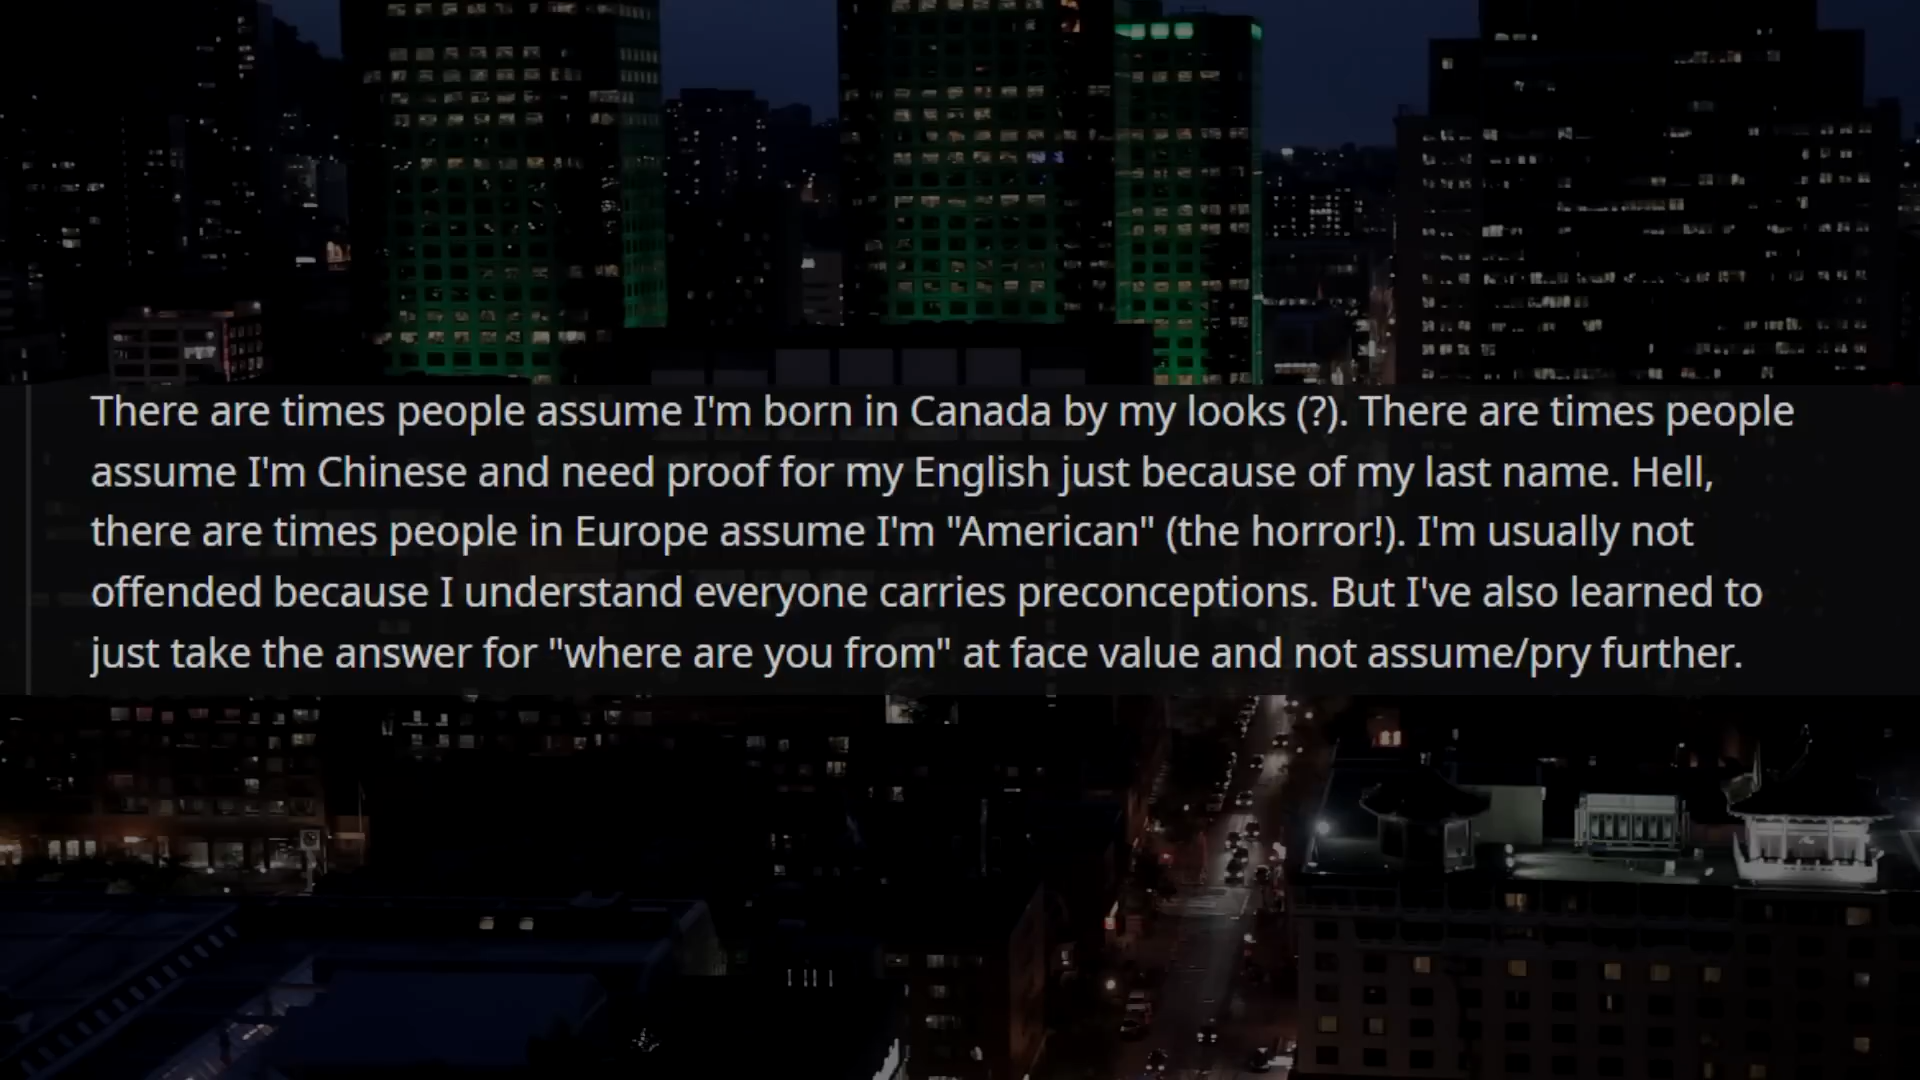 There are times people assume I'm born in Canada by my looks (?). There are times people
assume I'm Chinese and need proof for my English just because of my last name. Hell,
there are times people in Europe assume I'm "American" (the horror!). I'm usually not
offended because I understand everyone carries preconceptions. But I've also learned to
just take the answer for "where are you from" at face value and not assume/pry further.